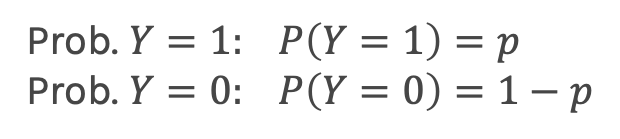 Prob. Y = 1: P(Y = 1) = p
Prob. Y = 0: P(Y = 0) = 1 − p